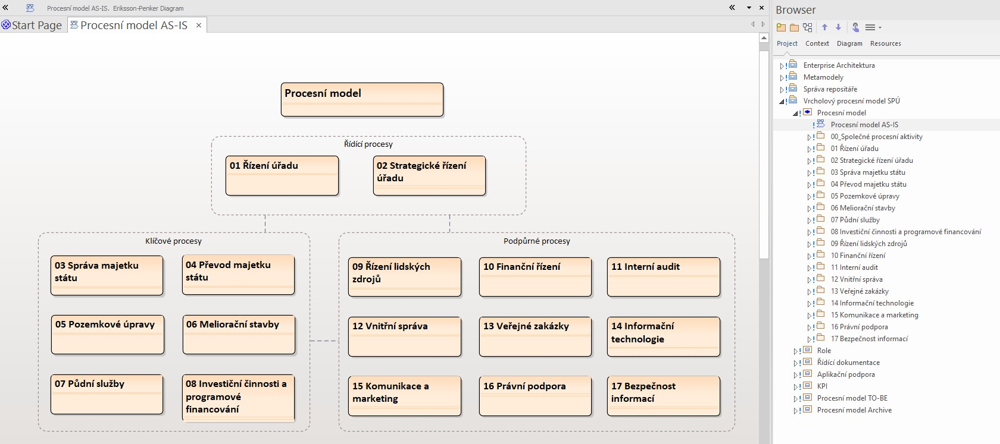 Procesní model AS-IS.  Eriksson-Penker Diagram
Start Page
Procesní model AS-IS
Procesní model
Řídící procesy
01 Řízení úřadu
02 Strategické řízení
úřadu
Klíčové procesy
03 Správa majetku
státu
04 Převod majetku
státu
05 Pozemkové úpravy
06 Meliorační stavby
07 Půdní služby
08 Investiční činnosti a
programové
financování
Podpůrné procesy
09 Řízení lidských
zdrojů
10 Finanční řízení
11 Interní audit
12 Vnitřní správa
13 Veřejné zakázky
14 Informační
technologie
15 Komunikace a
marketing
16 Právní podpora
17 Bezpečnost
informací
Browser
Project Context Diagram Resources
Enterprise Architektura
Metamodely
Správa repositáře
Vrcholový procesní model SPÚ
Procesní model
Procesní model AS-IS
00_Společné procesní aktivity
01 Řízení úřadu
02 Strategické řízení úřadu
03 Správa majetku státu
04 Převod majetku státu
05 Pozemkové úpravy
06 Meliorační stavby
07 Půdní služby
08 Investiční činnosti a programové financování
09 Řízení lidských zdrojů
10 Finanční řízení
11 Interní audit
12 Vnitřní správa
13 Veřejné zakázky
14 Informační technologie
15 Komunikace a marketing
16 Právní podpora
17 Bezpečnost informací
Role
Řídící dokumentace
Aplikační podpora
KPI
Procesní model TO-BE
Procesní model Archive